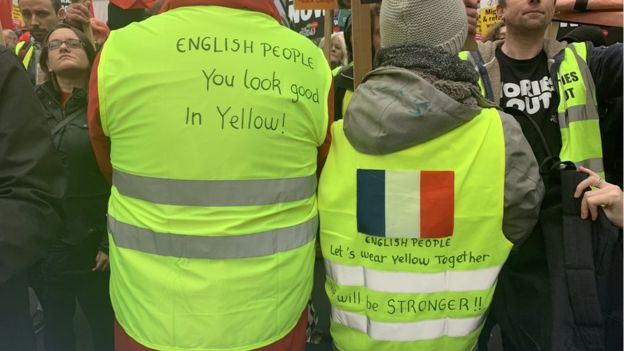 ENGLISH PEOPLE
You look good
In Yellow!
ENGLISH PEOPLE
Let's wear Yellow Together
will be STRONGER!!
ORIES
OUT
OUT
NOW